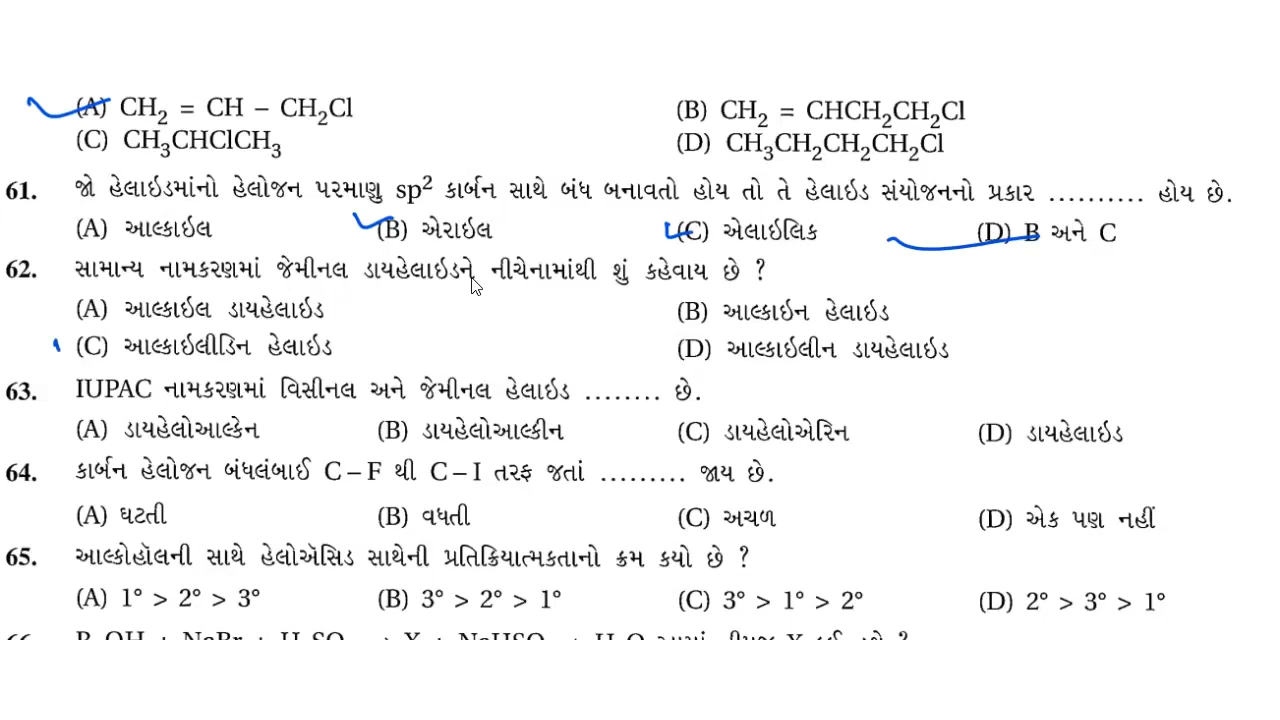 (A) CH₂ = CH – CH₂Cl (B) CH₂ = CHCH₂CH₂Cl
(C) CH₃CHClCH₃ (D) CH₃CH₂CH₂CH₂Cl
61. જો હેલાઇડમાંનો હેલોજન પરમાણુ sp² કાર્બન સાથે બંધ બનાવતો હોય તો તે હેલાઇડ સંયોજનનો પ્રકાર .......... હોય છે.
(A) આલ્કાઇલ (B) એરાઇલ (C) એલાઇલિક (D) B અને C
62. સામાન્ય નામકરણમાં જેમીનલ ડાયહેલાઇડને નીચેનામાંથી શું કહેવાય છે ?
(A) આલ્કાઇલ ડાયહેલાઇડ (B) આલ્કાઇન હેલાઇડ
(C) આલ્કાઇલીડિન હેલાઇડ (D) આલ્કાઇલીન ડાયહેલાઇડ
63. IUPAC નામકરણમાં વિસીનલ અને જેમીનલ હેલાઇડ ........ છે.
(A) ડાયહેલોઆલ્કેન (B) ડાયહેલોઆલ્કીન (C) ડાયહેલોએરિન (D) ડાયહેલાઇડ
64. કાર્બન હેલોજન બંધલંબાઈ C – F થી C – I તરફ જતાં ......... જાય છે.
(A) ઘટતી (B) વધતી (C) અચળ (D) એક પણ નહીં
65. આલ્કોહૉલની સાથે હેલોઍસિડ સાથેની પ્રતિક્રિયાત્મકતાનો ક્રમ કયો છે ?
(A) 1° > 2° > 3° (B) 3° > 2° > 1° (C) 3° > 1° > 2° (D) 2° > 3° > 1°